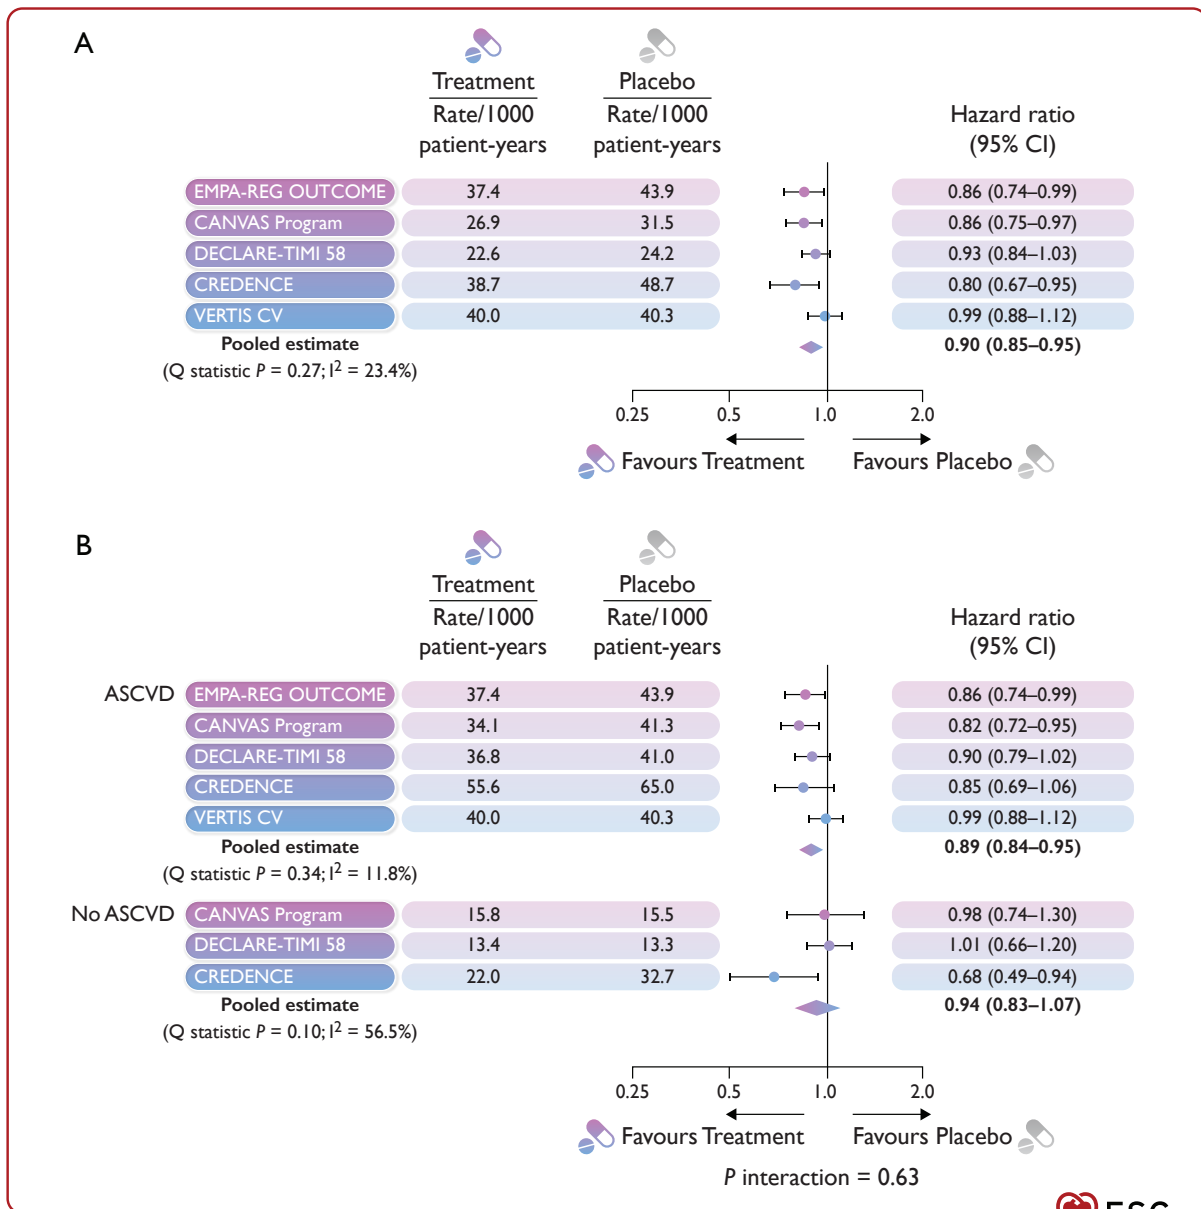 A
Treatment Placebo
Rate/1000 Rate/1000 Hazard ratio
patient-years patient-years (95% CI)
EMPA-REG OUTCOME 37.4 43.9 0.86 (0.74–0.99)
CANVAS Program 26.9 31.5 0.86 (0.75–0.97)
DECLARE-TIMI 58 22.6 24.2 0.93 (0.84–1.03)
CREDENCE 38.7 48.7 0.80 (0.67–0.95)
VERTIS CV 40.0 40.3 0.99 (0.88–1.12)
Pooled estimate 0.90 (0.85–0.95)
(Q statistic P = 0.27; I² = 23.4%)
0.25 0.5 1.0 2.0
Favours Treatment Favours Placebo
B
Treatment Placebo
Rate/1000 Rate/1000 Hazard ratio
patient-years patient-years (95% CI)
ASCVD EMPA-REG OUTCOME 37.4 43.9 0.86 (0.74–0.99)
CANVAS Program 34.1 41.3 0.82 (0.72–0.95)
DECLARE-TIMI 58 36.8 41.0 0.90 (0.79–1.02)
CREDENCE 55.6 65.0 0.85 (0.69–1.06)
VERTIS CV 40.0 40.3 0.99 (0.88–1.12)
Pooled estimate 0.89 (0.84–0.95)
(Q statistic P = 0.34; I² = 11.8%)
No ASCVD CANVAS Program 15.8 15.5 0.98 (0.74–1.30)
DECLARE-TIMI 58 13.4 13.3 1.01 (0.66–1.20)
CREDENCE 22.0 32.7 0.68 (0.49–0.94)
Pooled estimate 0.94 (0.83–1.07)
(Q statistic P = 0.10; I² = 56.5%)
0.25 0.5 1.0 2.0
Favours Treatment Favours Placebo
P interaction = 0.63
ESC